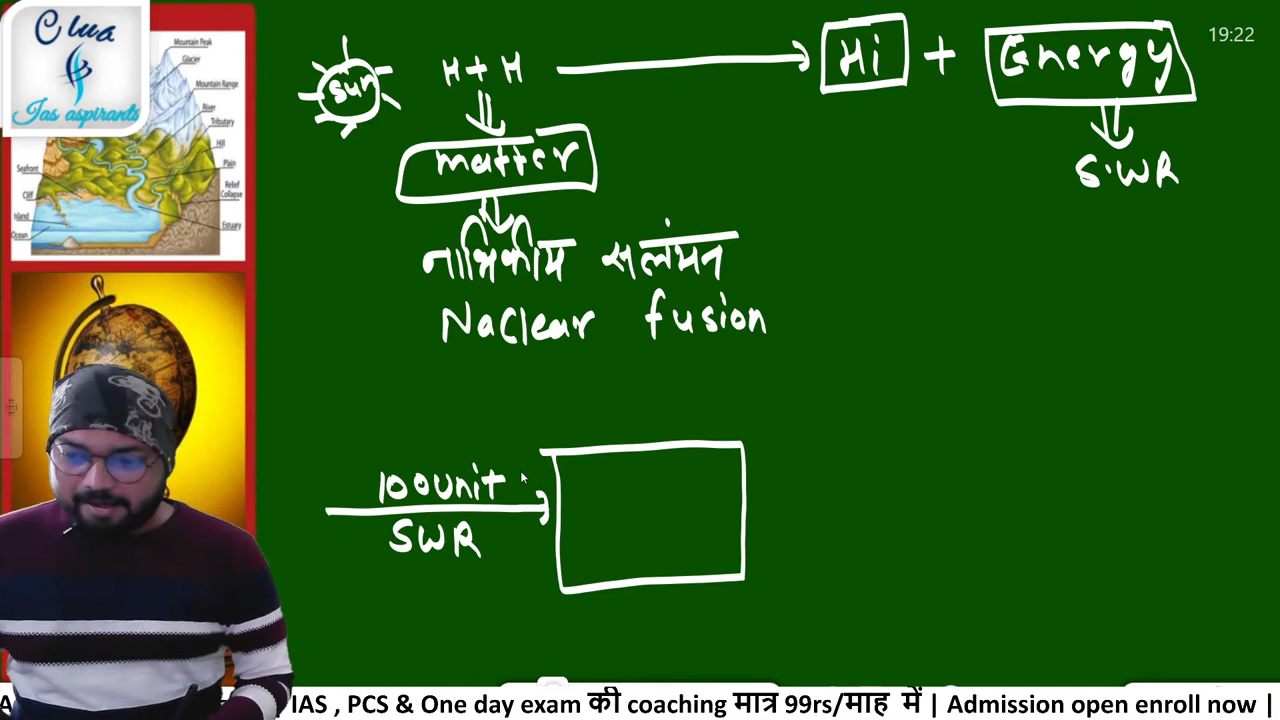 Clua
Ias aspirants
Mountain Peak
Glacier
Mountain Range
River
Tributary
Hill
Plain
Relief
Collapse
Estuary
Seafront
Cliff
Island
Ocean
19:22
sun
H + H
Hi + Energy
S.WR
matter
नाभिकीय सलंयन
Naclear fusion
100unit
SWR
IAS , PCS & One day exam की coaching मात्र 99rs/माह में | Admission open enroll now |